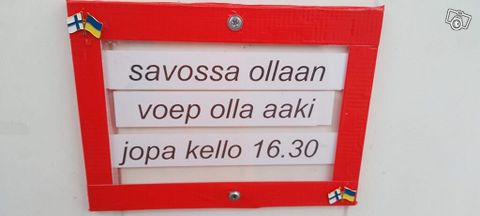 savossa ollaan
voep olla aaki
jopa kello 16.30